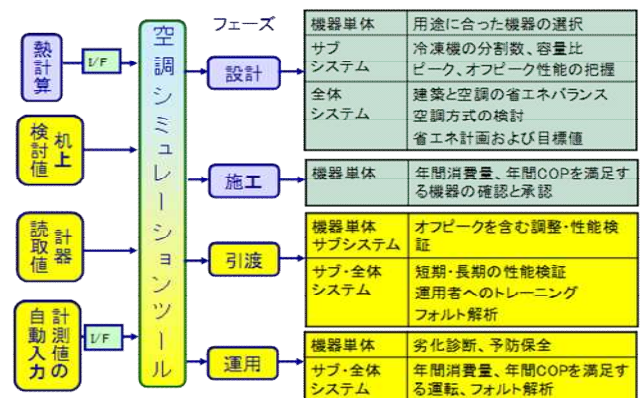 フェーズ
熱計算
I/F
机上
検討値
計器
読取値
計測値の
自動入力
I/F
空調シミュレーションツール
設計
機器単体
用途に合った機器の選択
サブ
システム
冷凍機の分割数、容量比
ピーク、オフピーク性能の把握
全体
システム
建築と空調の省エネバランス
空調方式の検討
省エネ計画および目標値
施工
機器単体
年間消費量、年間COPを満足す
る機器の確認と承認
引渡
機器単体
サブシステム
オフピークを含む調整・性能検
証
サブ・全体
システム
短期・長期の性能検証
運用者へのトレーニング
フォルト解析
運用
機器単体
劣化診断、予防保全
サブ・全体
システム
年間消費量、年間COPを満足す
る運転、フォルト解析